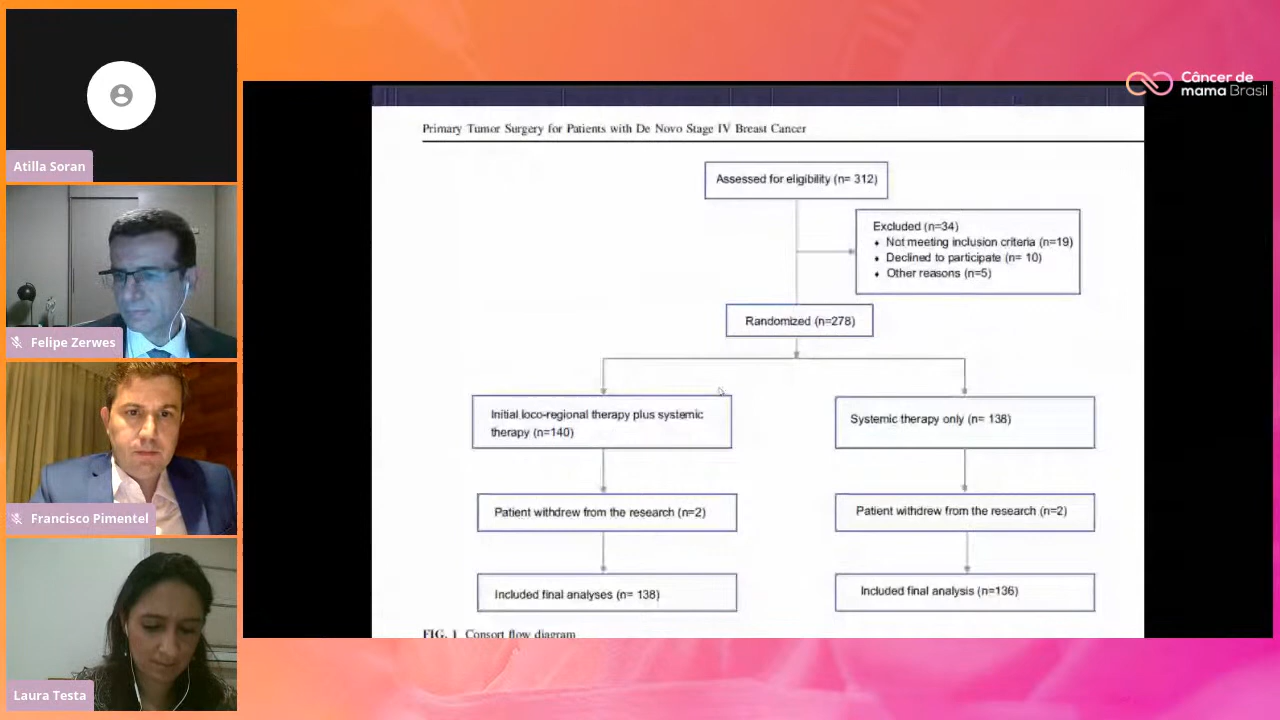 Atilla Soran
Felipe Zerwes
Francisco Pimentel
Laura Testa
Câncer de
mama Brasil
Primary Tumor Surgery for Patients with De Novo Stage IV Breast Cancer
Assessed for eligibility (n= 312)
Excluded (n=34)
♦ Not meeting inclusion criteria (n=19)
♦ Declined to participate (n= 10)
♦ Other reasons (n=5)
Randomized (n=278)
Initial loco-regional therapy plus systemic
therapy (n=140)
Systemic therapy only (n= 138)
Patient withdrew from the research (n=2)
Patient withdrew from the research (n=2)
Included final analyses (n= 138)
Included final analysis (n=136)
FIG. 1 Consort flow diagram